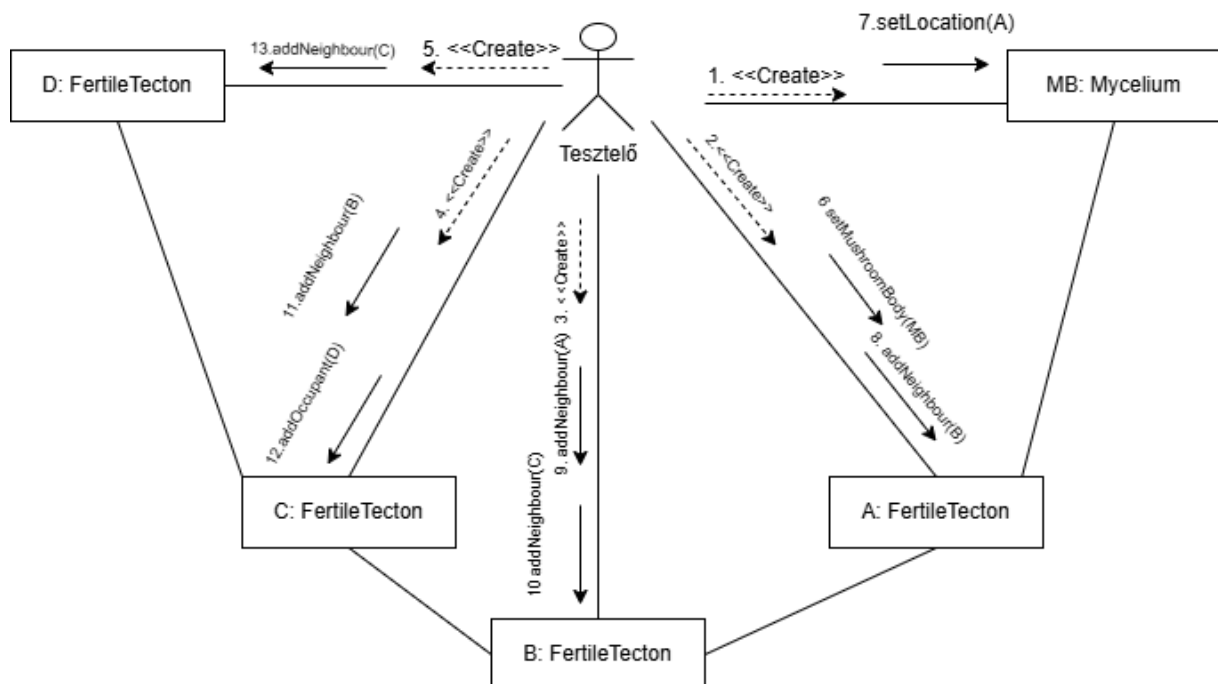 7.setLocation(A)
13.addNeighbour(C)
5. <<Create>>
D: FertileTecton
1. <<Create>>
MB: Mycelium
Tesztelő
4. <<Create>>
2.<<Create>>
11.addNeighbour(B)
3. <<Create>>
6 setMushroomBody(MB)
12.addOccupant(D)
9. addNeighbour(A)
8. addNeighbour(B)
10 addNeighbour(C)
C: FertileTecton
A: FertileTecton
B: FertileTecton